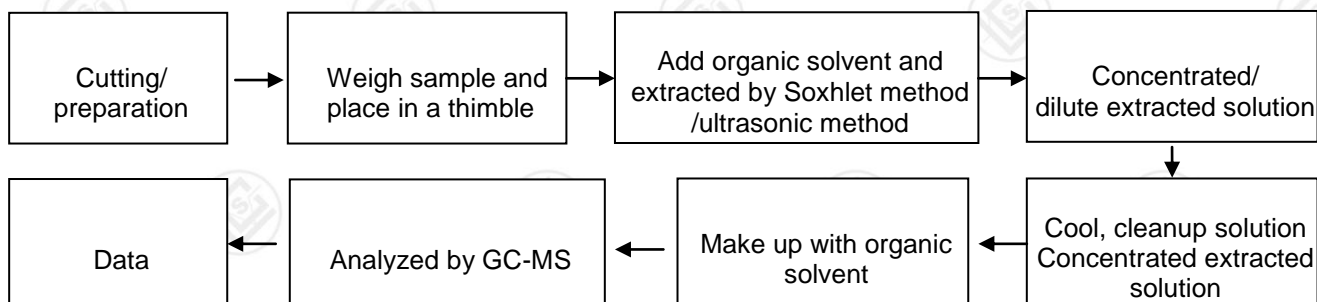 Cutting/
preparation
Weigh sample and
place in a thimble
Add organic solvent and
extracted by Soxhlet method
/ultrasonic method
Concentrated/
dilute extracted solution
Cool, cleanup solution
Concentrated extracted
solution
Make up with organic
solvent
Analyzed by GC-MS
Data